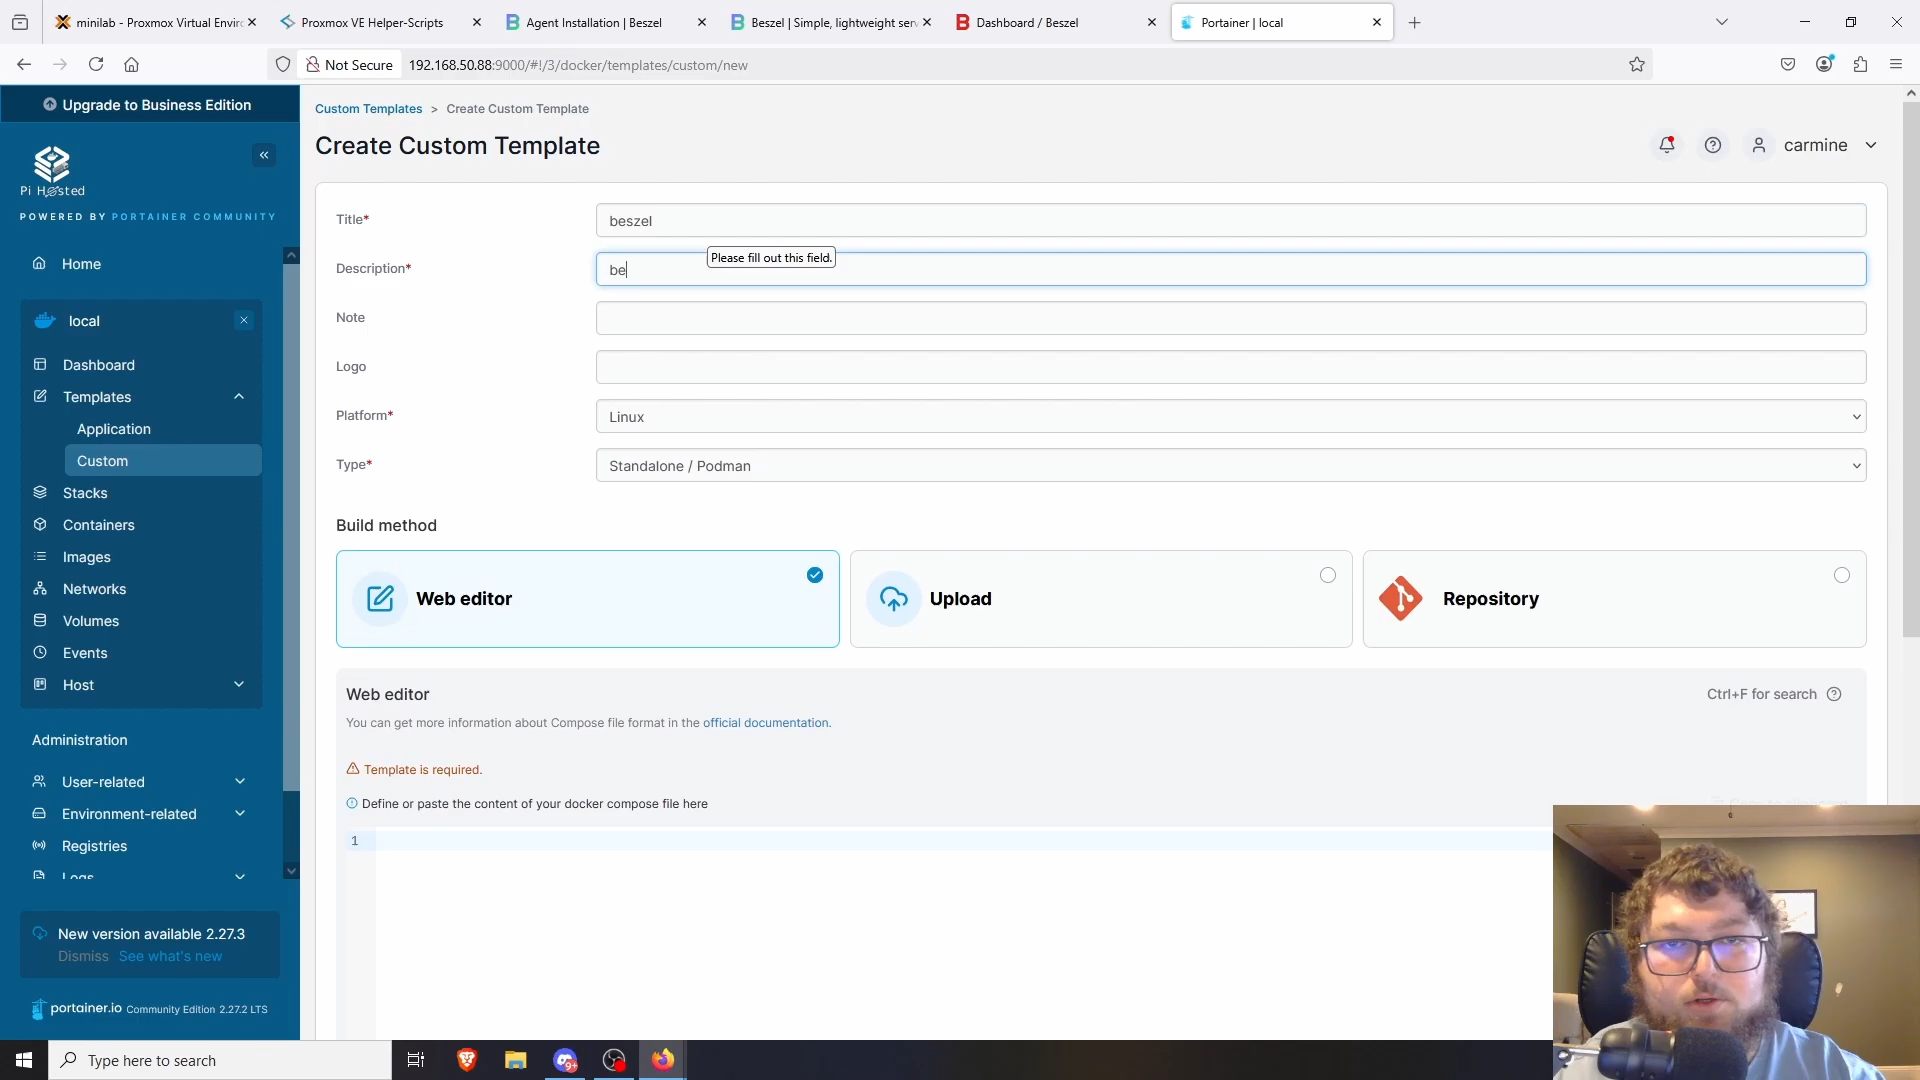 minilab - Proxmox Virtual Envir
Proxmox VE Helper-Scripts
Agent Installation | Beszel
Beszel | Simple, lightweight serv
Dashboard / Beszel
Portainer | local
Not Secure
192.168.50.88:9000/#!/3/docker/templates/custom/new
Upgrade to Business Edition
Pi Hosted
POWERED BY PORTAINER COMMUNITY
Home
local
Dashboard
Templates
Application
Custom
Stacks
Containers
Images
Networks
Volumes
Events
Host
Administration
User-related
Environment-related
Registries
Logs
New version available 2.27.3
Dismiss See what's new
portainer.io Community Edition 2.27.2 LTS
Custom Templates > Create Custom Template
Create Custom Template
carmine
Title*
beszel
Description*
be
Please fill out this field.
Note
Logo
Platform*
Linux
Type*
Standalone / Podman
Build method
Web editor
Upload
Repository
Web editor
Ctrl+F for search
You can get more information about Compose file format in the official documentation.
Template is required.
Define or paste the content of your docker compose file here
1
Type here to search
9+